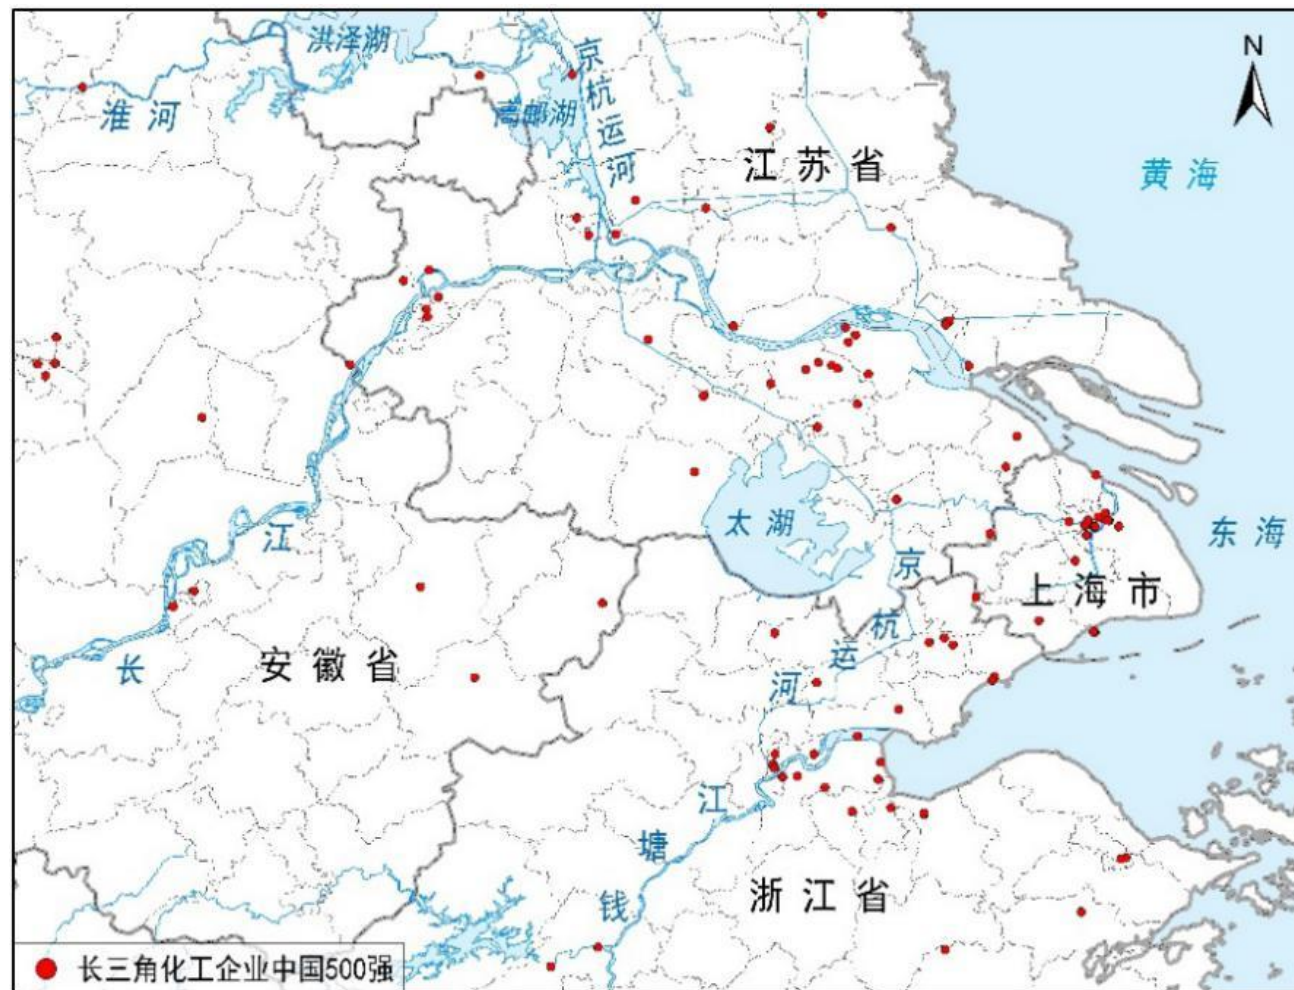 洪泽湖
N
淮河
高邮湖
京杭运河
江苏省
黄海
太湖
东海
长江
京杭运河
上海市
安徽省
钱塘江
浙江省
长三角化工企业中国500强